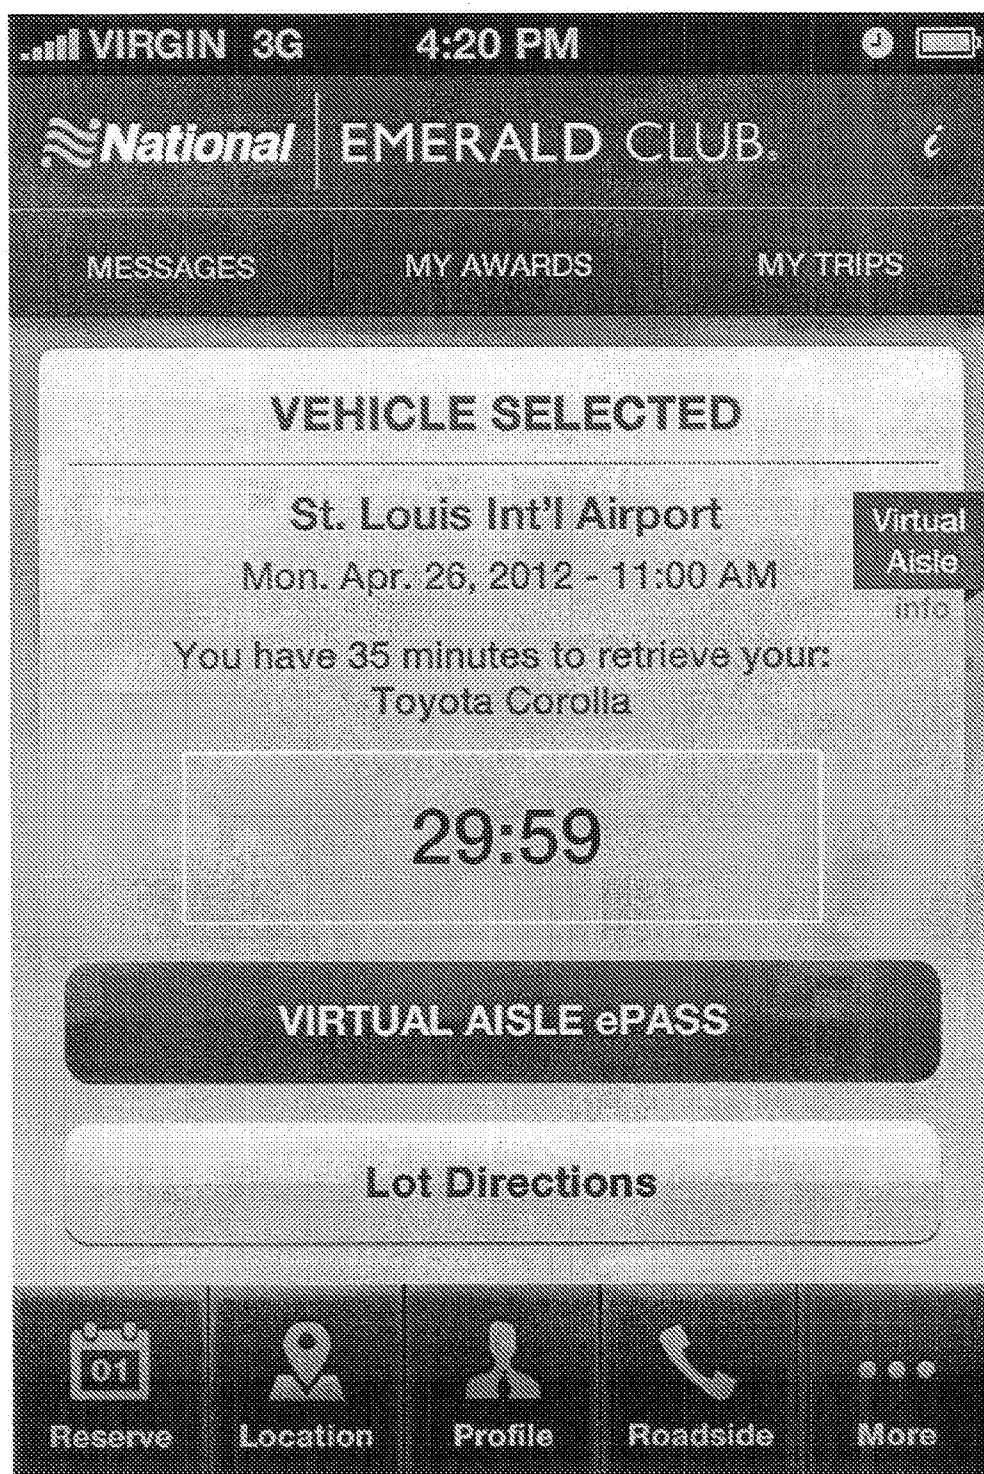 VIRGIN 3G 4:20 PM
National EMERALD CLUB. i
MESSAGES MY AWARDS MY TRIPS
VEHICLE SELECTED
St. Louis Int'l Airport
Mon. Apr. 26, 2012 - 11:00 AM
Virtual
Aisle
info
You have 35 minutes to retrieve your:
Toyota Corolla
29:59
VIRTUAL AISLE ePASS
Lot Directions
01
Reserve Location Profile Roadside More